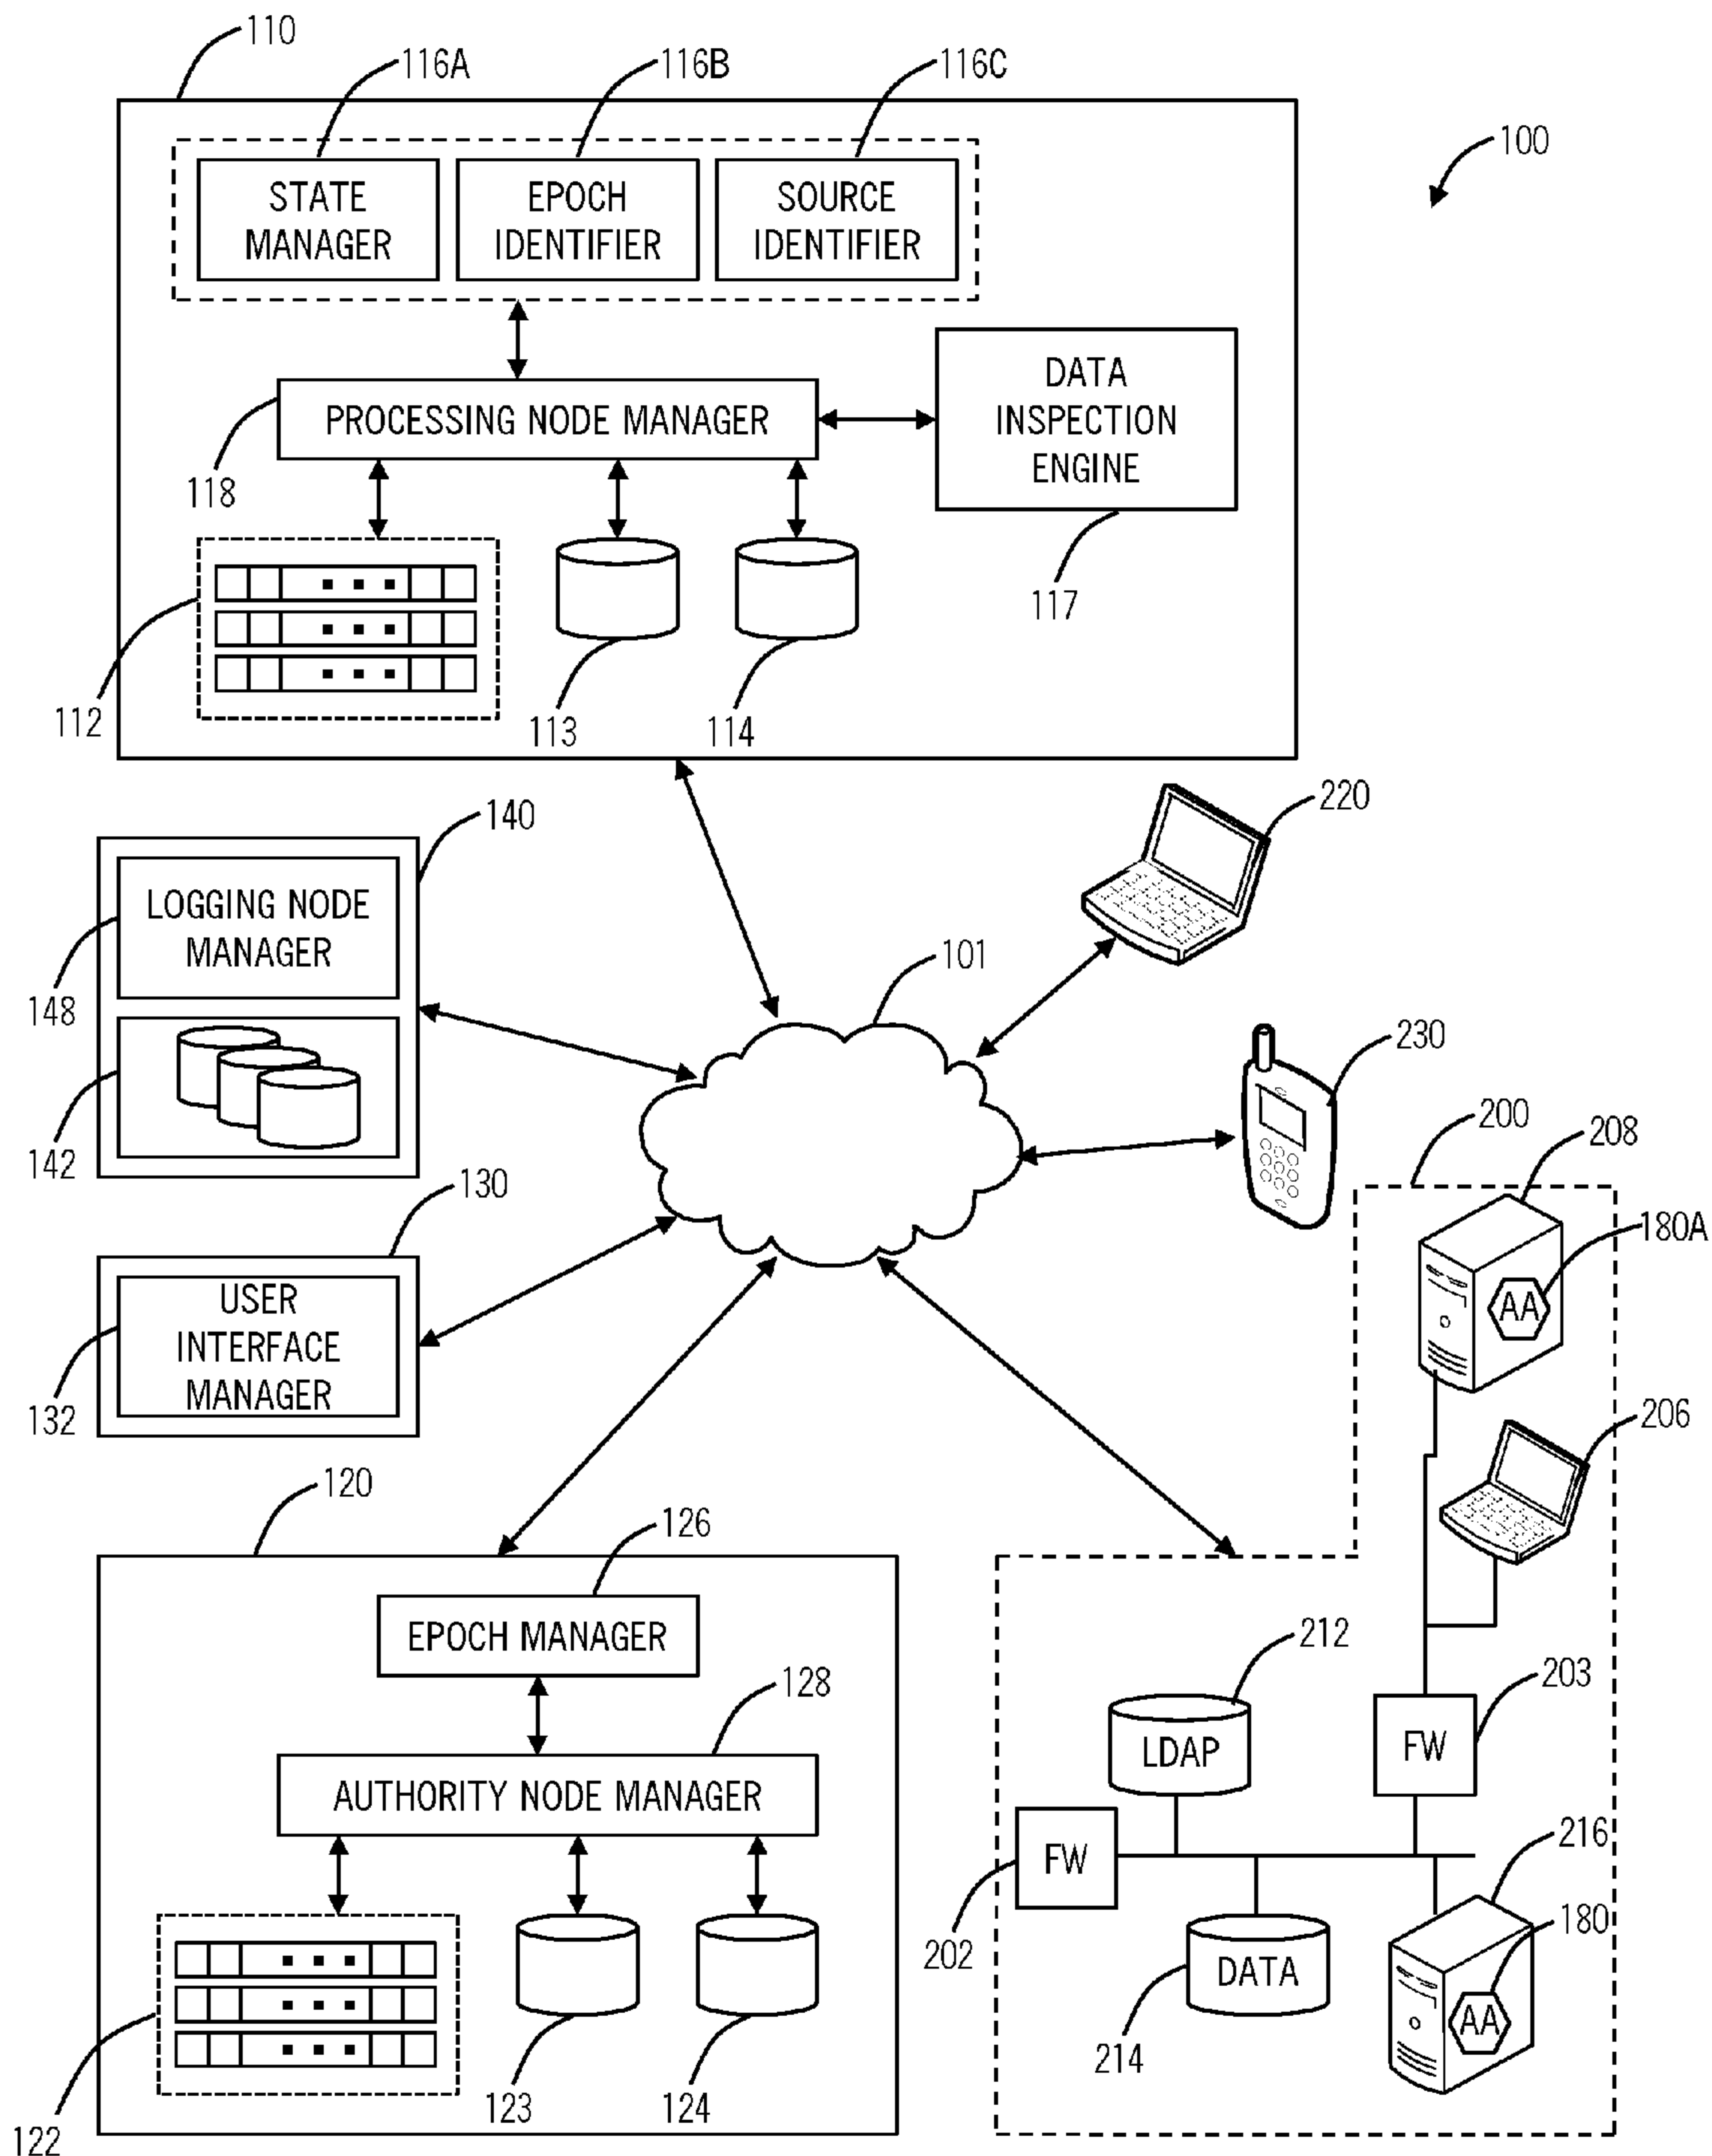 110
116A
116B
116C
100
STATE
MANAGER
EPOCH
IDENTIFIER
SOURCE
IDENTIFIER
PROCESSING NODE MANAGER
DATA
INSPECTION
ENGINE
118
117
112
113
114
140
220
LOGGING NODE
MANAGER
148
142
101
230
130
200
208
180A
AA
USER
INTERFACE
MANAGER
132
206
120
126
EPOCH MANAGER
128
AUTHORITY NODE MANAGER
122
123
124
212
LDAP
203
FW
FW
202
216
180
AA
DATA
214